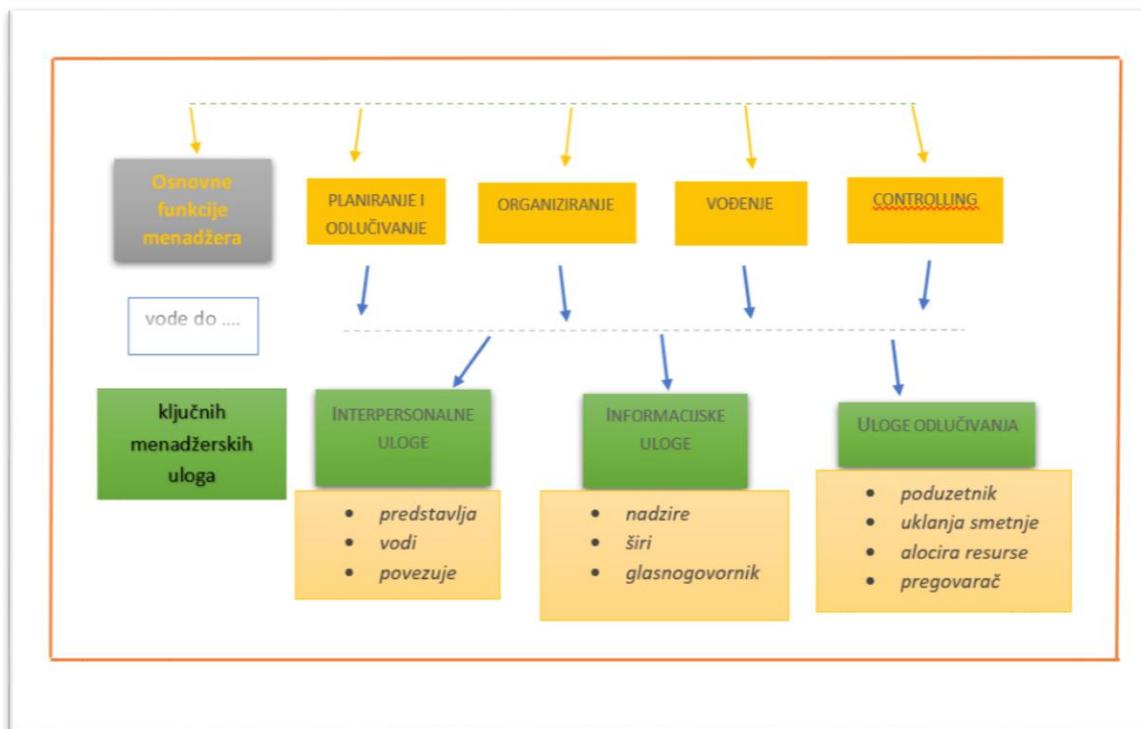 Osnovne
funkcije
menadžera
PLANIRANJE I
ODLUČIVANJE
ORGANIZIRANJE
VOĐENJE
CONTROLLING
vode do ....
ključnih
menadžerskih
uloga
INTERPERSONALNE
ULOGE
INFORMACIJSKE
ULOGE
ULOGE ODLUČIVANJA
• predstavlja
• vodi
• povezuje
• nadzire
• širi
• glasnogovornik
• poduzetnik
• uklanja smetnje
• alocira resurse
• pregovarač